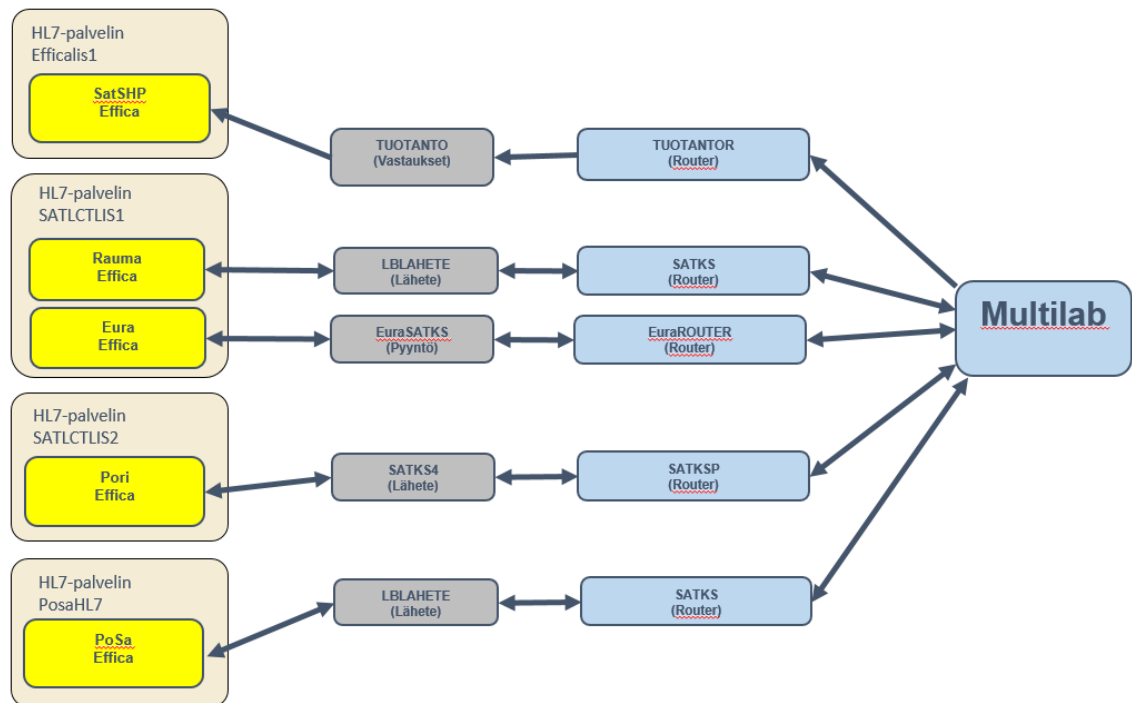 HL7-palvelin
Efficalis1
SatSHP
Effica
TUOTANTO
(Vastaukset)
TUOTANTOR
(Router)
HL7-palvelin
SATLCTLIS1
Rauma
Effica
LBLAHETE
(Lähete)
SATKS
(Router)
Eura
Effica
EuraSATKS
(Pyyntö)
EuraROUTER
(Router)
Multilab
HL7-palvelin
SATLCTLIS2
Pori
Effica
SATKS4
(Lähete)
SATKSP
(Router)
HL7-palvelin
PosaHL7
PoSa
Effica
LBLAHETE
(Lähete)
SATKS
(Router)